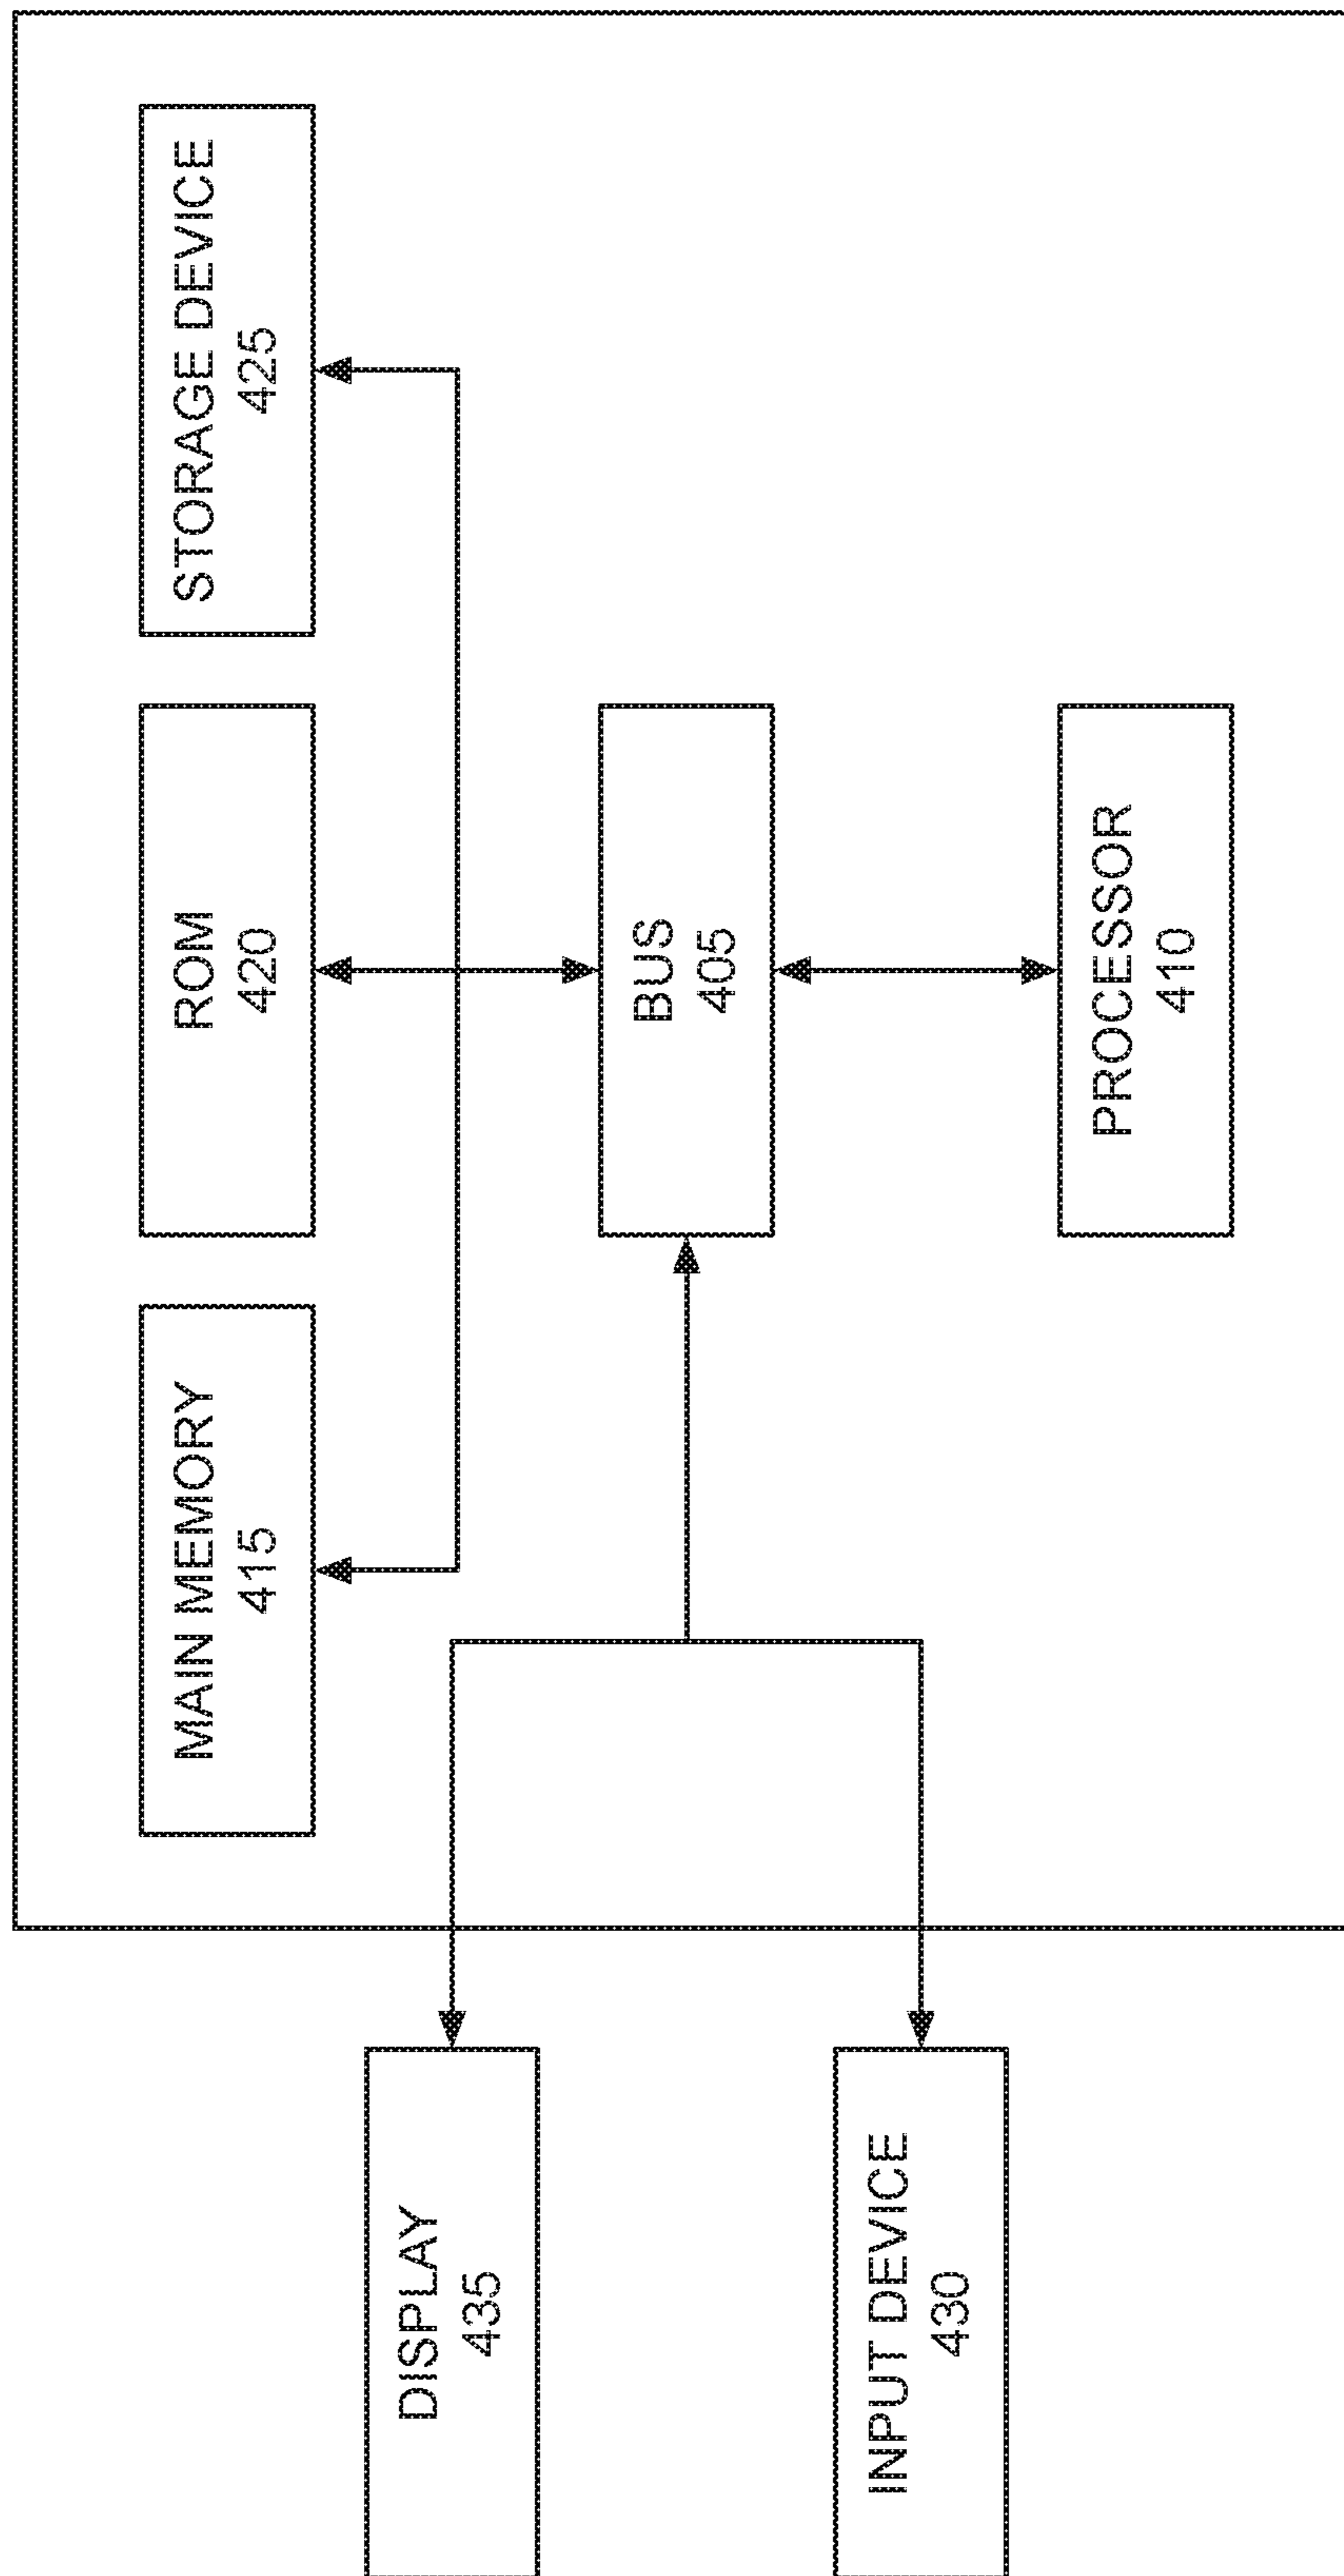 MAIN MEMORY
415
ROM
420
STORAGE DEVICE
425
DISPLAY
435
BUS
405
INPUT DEVICE
430
PROCESSOR
410